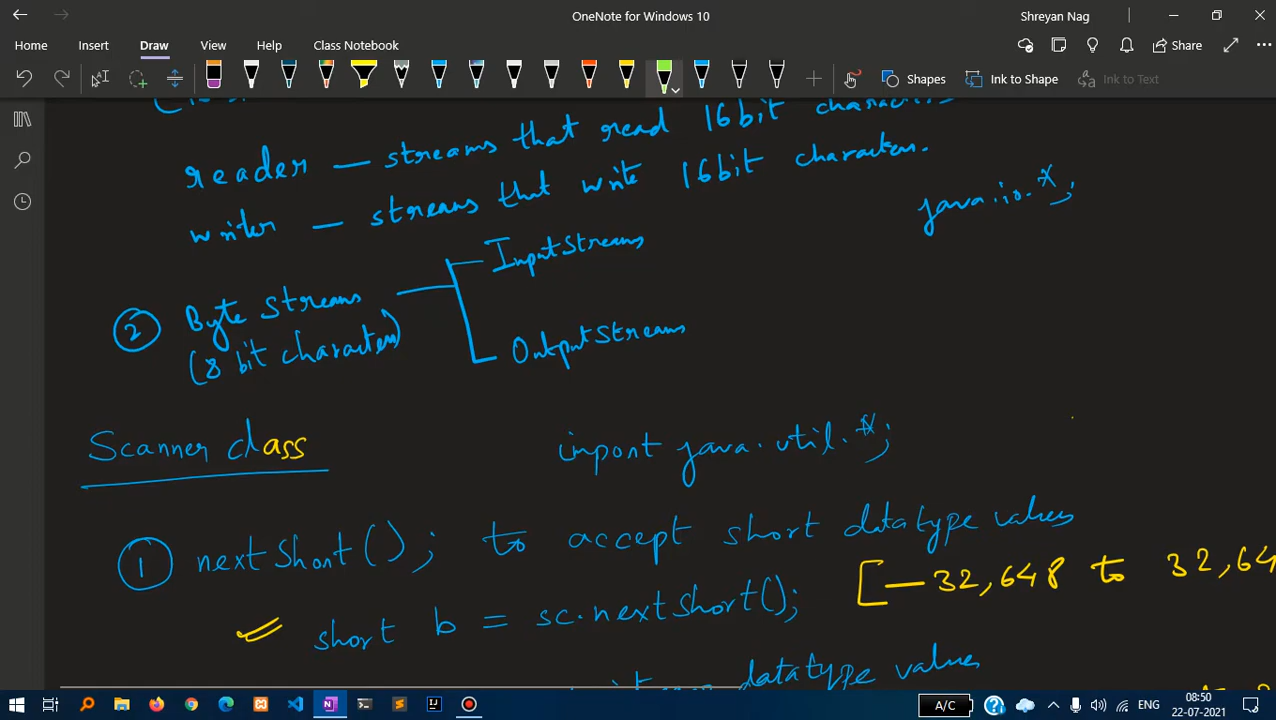 OneNote for Windows 10
Shreyan Nag
Home Insert Draw View Help Class Notebook
Share
Shapes Ink to Shape Ink to Text
reader — streams that read 16bit
writer — streams that write 16bit character.
java.io.*;
② Byte Streams
(8 bit character)
InputStreams
OutputStreams
Scanner class
import java.util.*;
① nextShort(); to accept short datatype values
[—32,648 to 32,64
short b = sc.nextShort();
datatype values
A/C
ENG
08:50
22-07-2021